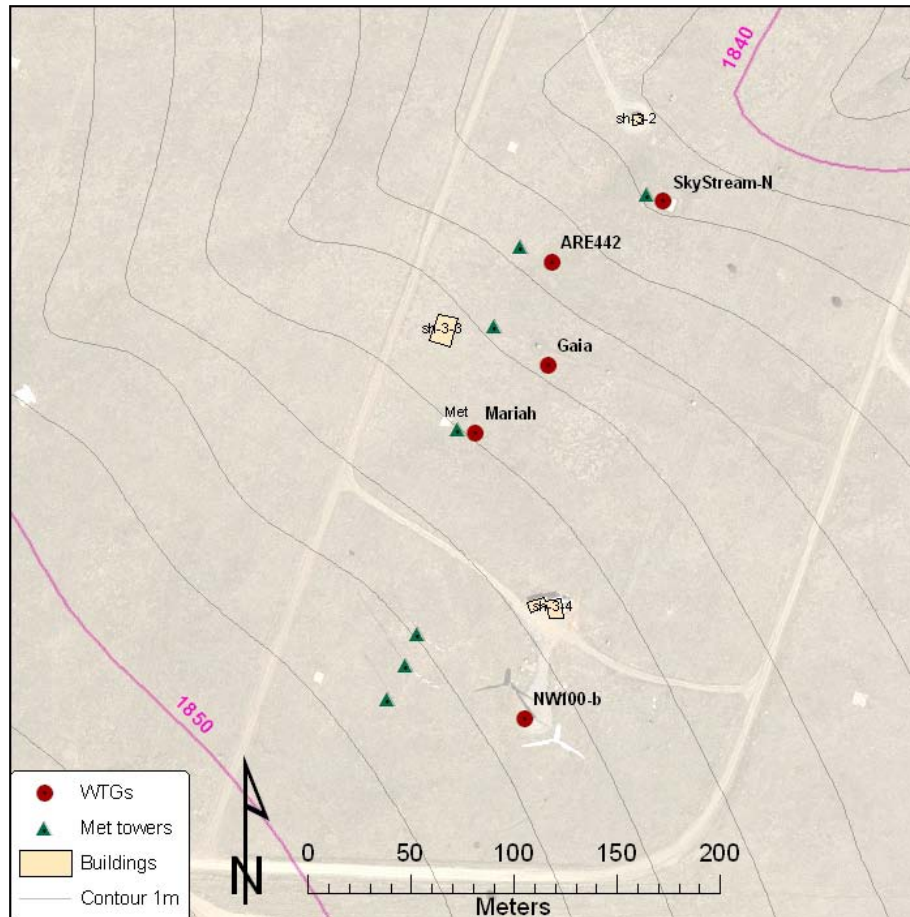 1840
sh-3-2
SkyStream-N
ARE442
sh-3-3
Gaia
Met
Mariah
sh-3-4
1850
NW100-b
WTGs
Met towers
Buildings
Contour 1m
N
0 50 100 150 200
Meters